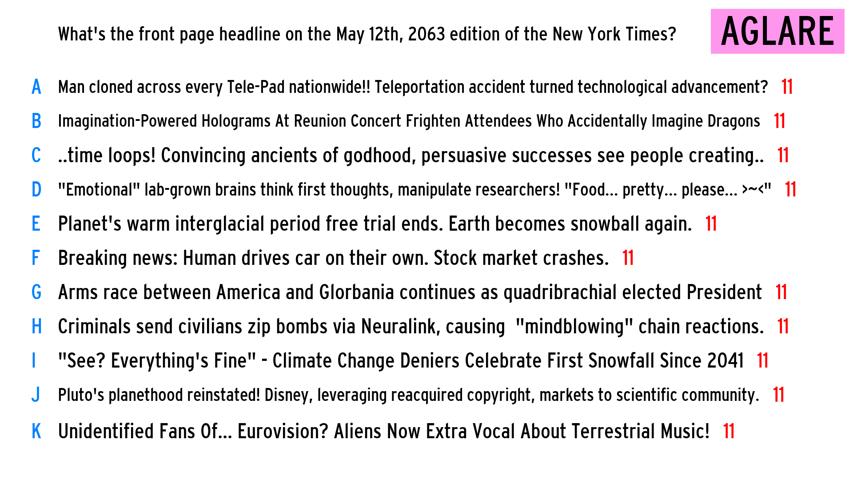 What's the front page headline on the May 12th, 2063 edition of the New York Times?
AGLARE
A Man cloned across every Tele-Pad nationwide!! Teleportation accident turned technological advancement? 11
B Imagination-Powered Holograms At Reunion Concert Frighten Attendees Who Accidentally Imagine Dragons 11
C ..time loops! Convincing ancients of godhood, persuasive successes see people creating.. 11
D "Emotional" lab-grown brains think first thoughts, manipulate researchers! "Food... pretty... please... >~<" 11
E Planet's warm interglacial period free trial ends. Earth becomes snowball again. 11
F Breaking news: Human drives car on their own. Stock market crashes. 11
G Arms race between America and Glorbania continues as quadribrachial elected President 11
H Criminals send civilians zip bombs via Neuralink, causing  "mindblowing" chain reactions. 11
I "See? Everything's Fine" - Climate Change Deniers Celebrate First Snowfall Since 2041 11
J Pluto's planethood reinstated! Disney, leveraging reacquired copyright, markets to scientific community. 11
K Unidentified Fans Of... Eurovision? Aliens Now Extra Vocal About Terrestrial Music! 11